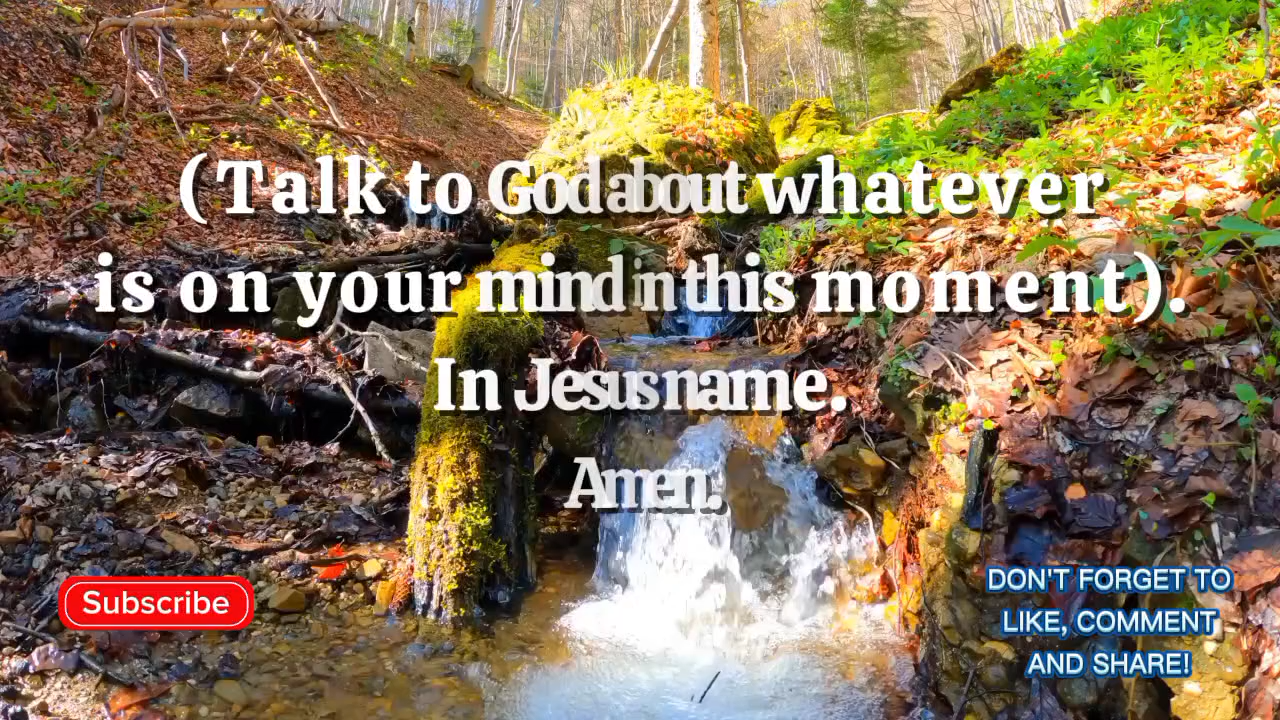 (Talk to God about whatever
is on your mind in this moment).
In Jesus name.
Amen.
Subscribe
DON'T FORGET TO
LIKE, COMMENT
AND SHARE!